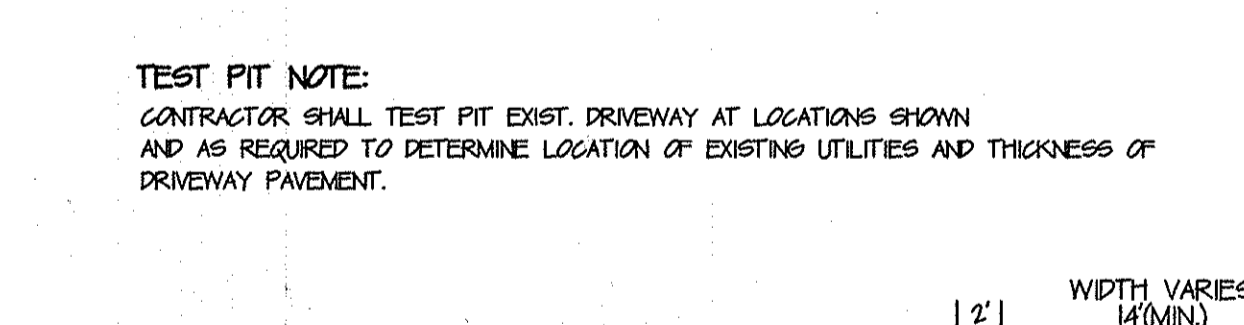 TEST PIT NOTE:
CONTRACTOR SHALL TEST PIT EXIST. DRIVEWAY AT LOCATIONS SHOWN
AND AS REQUIRED TO DETERMINE LOCATION OF EXISTING UTILITIES AND THICKNESS OF
DRIVEWAY PAVEMENT.
WIDTH VARIES
2' 14'(MIN.)